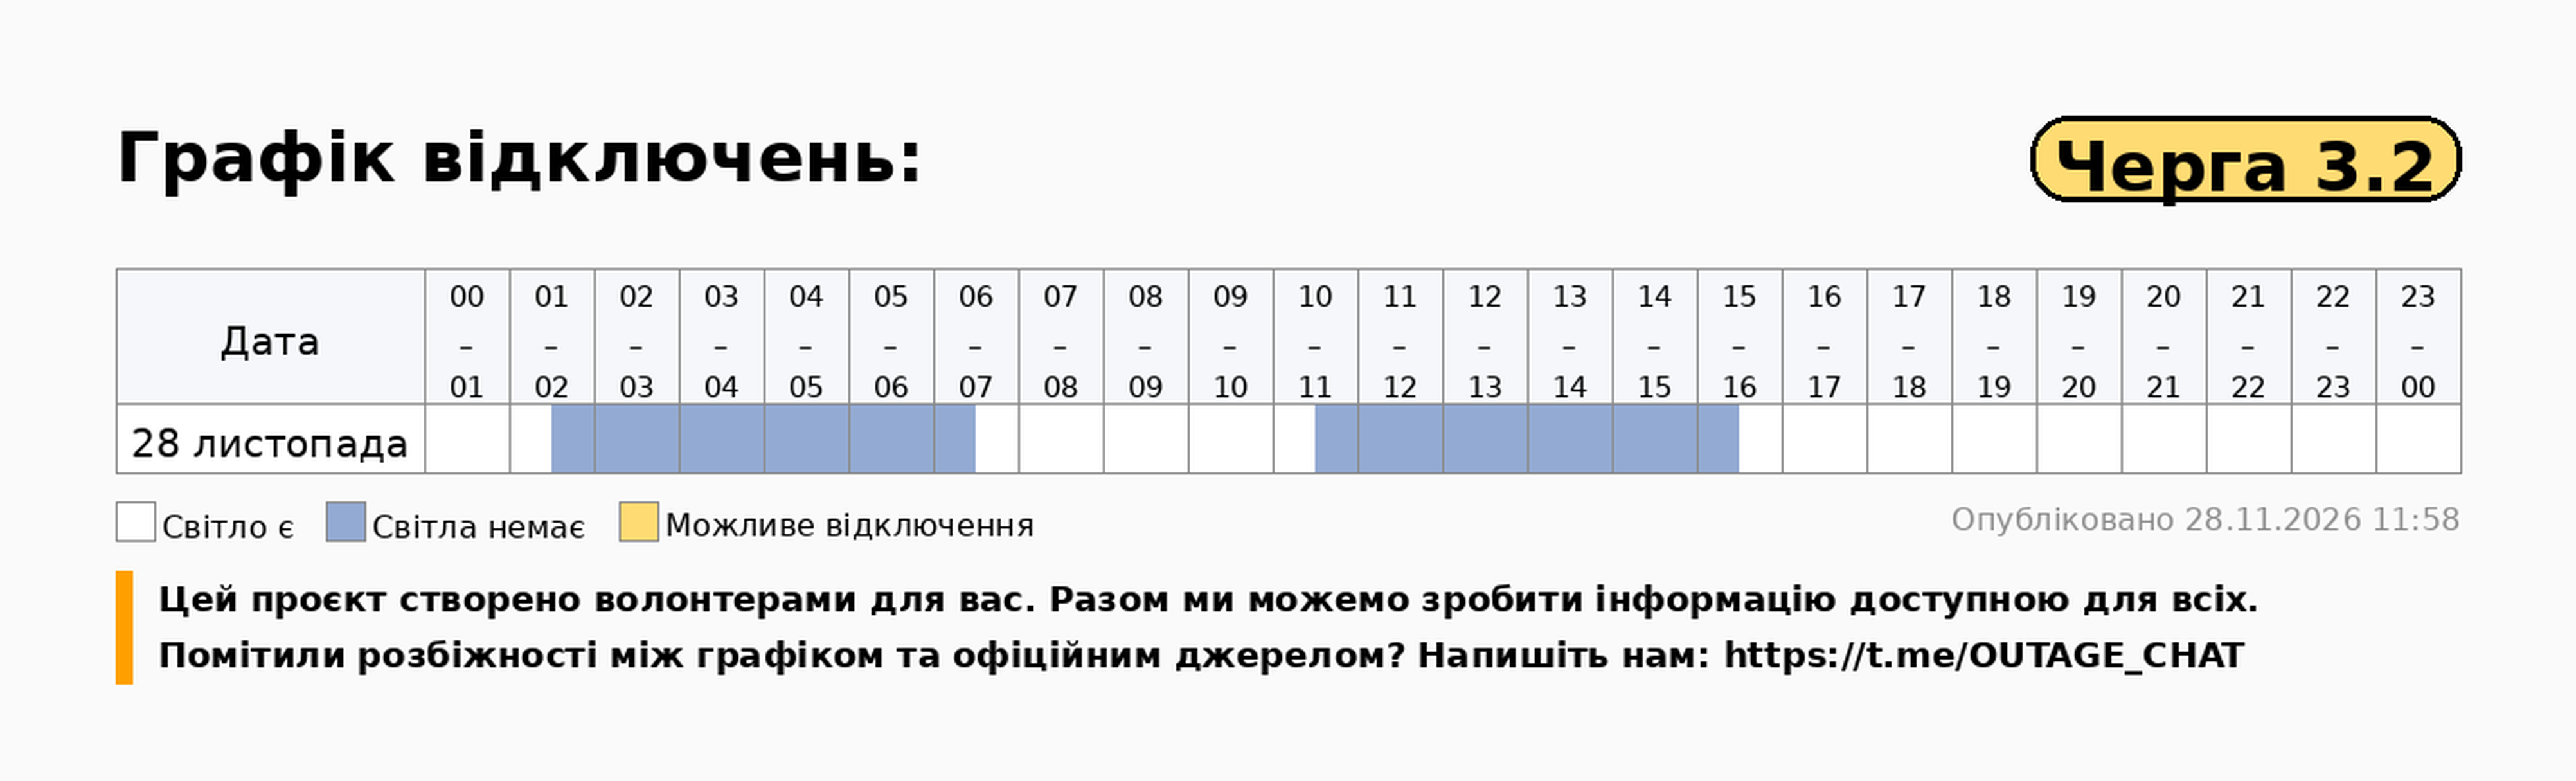 Графік відключень:
Черга 3.2
Дата
00 – 01
01 – 02
02 – 03
03 – 04
04 – 05
05 – 06
06 – 07
07 – 08
08 – 09
09 – 10
10 – 11
11 – 12
12 – 13
13 – 14
14 – 15
15 – 16
16 – 17
17 – 18
18 – 19
19 – 20
20 – 21
21 – 22
22 – 23
23 – 00
28 листопада
Світло є
Світла немає
Можливе відключення
Опубліковано 28.11.2026 11:58
Цей проєкт створено волонтерами для вас. Разом ми можемо зробити інформацію доступною для всіх.
Помітили розбіжності між графіком та офіційним джерелом? Напишіть нам: https://t.me/OUTAGE_CHAT